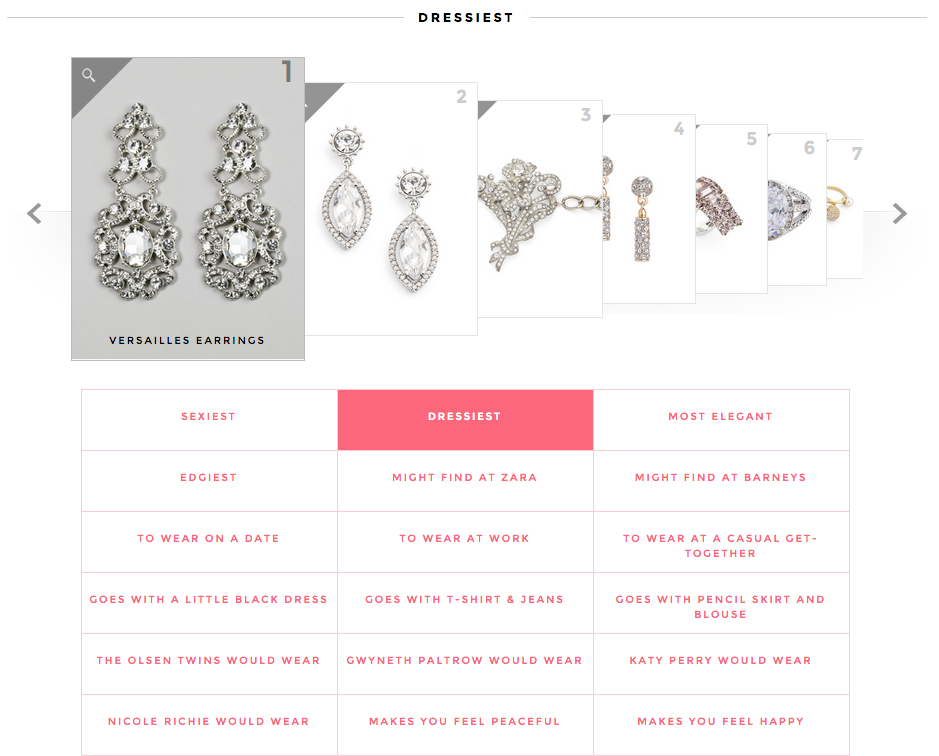 DRESSIEST
1
2
3
4
5
6
7
VERSAILLES EARRINGS
SEXIEST
DRESSIEST
MOST ELEGANT
EDGIEST
MIGHT FIND AT ZARA
MIGHT FIND AT BARNEYS
TO WEAR ON A DATE
TO WEAR AT WORK
TO WEAR AT A CASUAL GET-
TOGETHER
GOES WITH A LITTLE BLACK DRESS
GOES WITH T-SHIRT & JEANS
GOES WITH PENCIL SKIRT AND
BLOUSE
THE OLSEN TWINS WOULD WEAR
GWYNETH PALTROW WOULD WEAR
KATY PERRY WOULD WEAR
NICOLE RICHIE WOULD WEAR
MAKES YOU FEEL PEACEFUL
MAKES YOU FEEL HAPPY